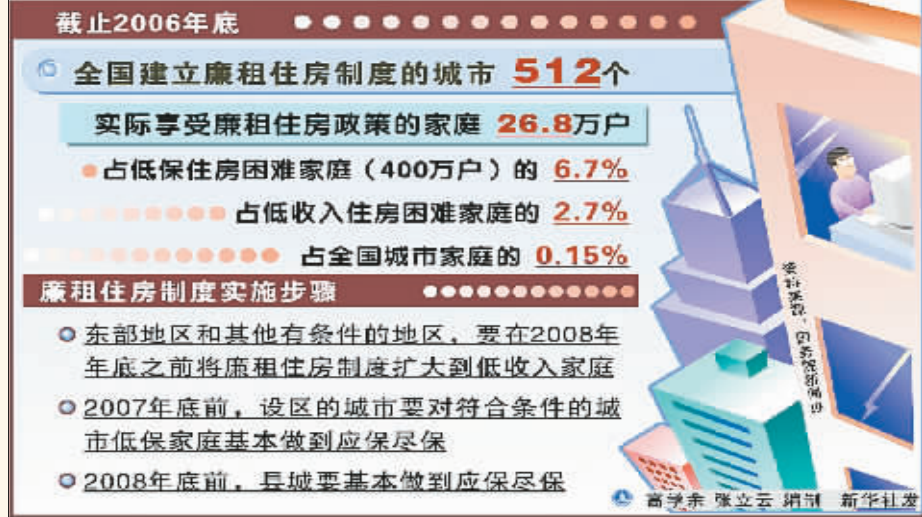 截止2006年底
全国建立廉租住房制度的城市 512个
实际享受廉租住房政策的家庭 26.8万户
占低保住房困难家庭（400万户）的 6.7%
占低收入住房困难家庭的 2.7%
占全国城市家庭的 0.15%
廉租住房制度实施步骤
东部地区和其他有条件的地区，要在2008年
年底之前将廉租住房制度扩大到低收入家庭
2007年底前，设区的城市要对符合条件的城
市低保家庭基本做到应保尽保
2008年底前，县城要基本做到应保尽保
资料来源：国务院新闻办
高学余 张立云 编制 新华社发